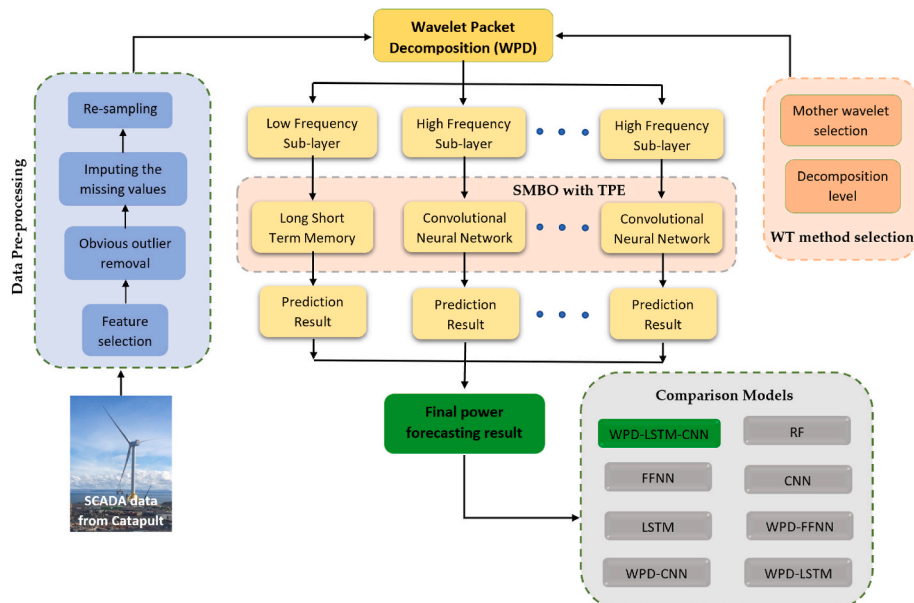 Wavelet Packet
Decomposition (WPD)
Data Pre-processing
Re-sampling
Imputing the
missing values
Obvious outlier
removal
Feature
selection
SCADA data
from Catapult
Low Frequency
Sub-layer
High Frequency
Sub-layer
High Frequency
Sub-layer
SMBO with TPE
Long Short
Term Memory
Convolutional
Neural Network
Convolutional
Neural Network
Prediction
Result
Prediction
Result
Prediction
Result
Final power
forecasting result
Mother wavelet
selection
Decomposition
level
WT method selection
Comparison Models
WPD-LSTM-CNN
RF
FFNN
CNN
LSTM
WPD-FFNN
WPD-CNN
WPD-LSTM